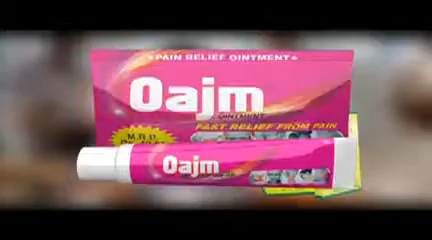 PAIN RELIEF OINTMENT
Oajm
OINTMENT
FAST RELIEF FROM PAIN
M.R.P.
Oajm